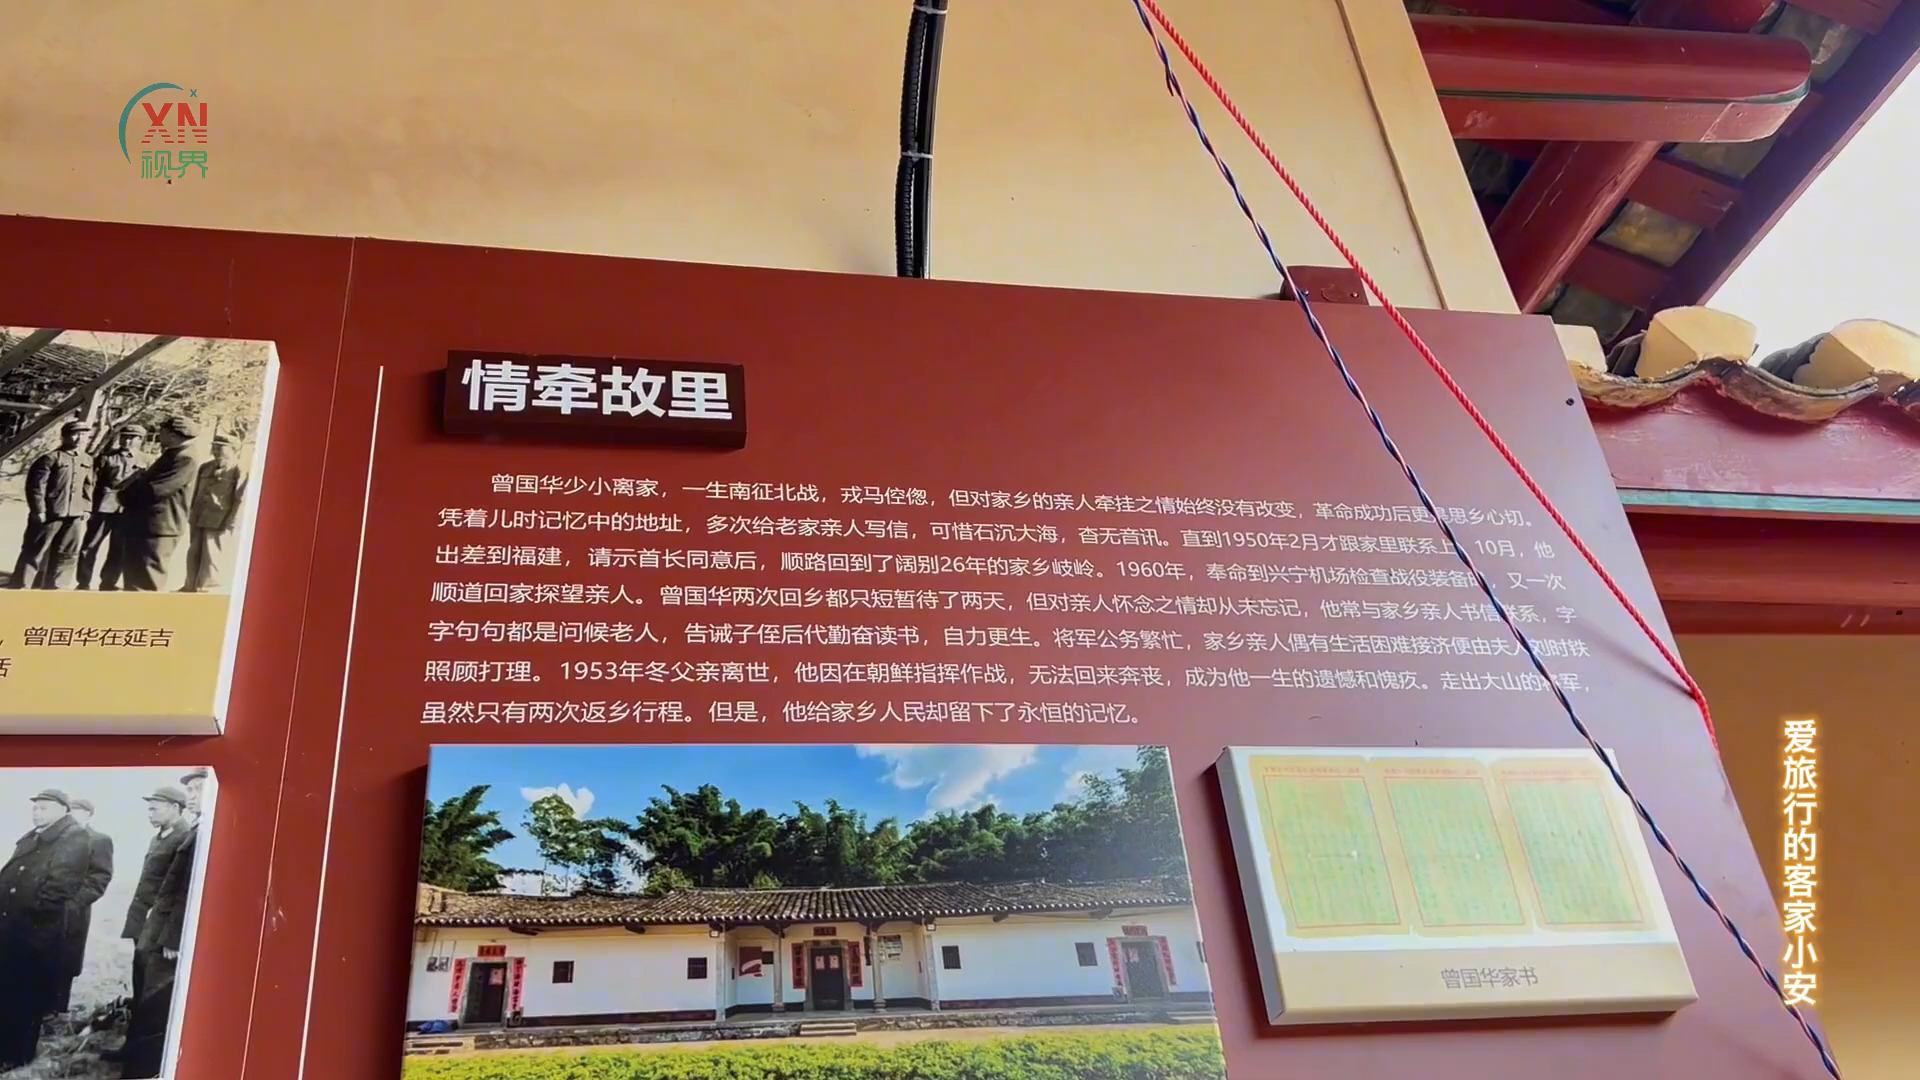 XN
视界
情牵故里
曾国华少小离家，一生南征北战，戎马倥偬，但对家乡的亲人牵挂之情始终没有改变，革命成功后更是思乡心切。
凭着儿时记忆中的地址，多次给老家亲人写信，可惜石沉大海，杳无音讯。直到1950年2月才跟家里联系上，10月，他
出差到福建，请示首长同意后，顺路回到了阔别26年的家乡岐岭。1960年，奉命到兴宁机场检查战役装备时，又一次
顺道回家探望亲人。曾国华两次回乡都只短暂待了两天，但对亲人怀念之情却从未忘记，他常与家乡亲人书信联系，字
字句句都是问候老人，告诫子侄后代勤奋读书，自力更生。将军公务繁忙，家乡亲人偶有生活困难接济便由夫人刘时轶
照顾打理。1953年冬父亲离世，他因在朝鲜指挥作战，无法回来奔丧，成为他一生的遗憾和愧疚。走出大山的将军，
虽然只有两次返乡行程。但是，他给家乡人民却留下了永恒的记忆。
，曾国华在延吉
活
曾国华家书
爱旅行的客家小安